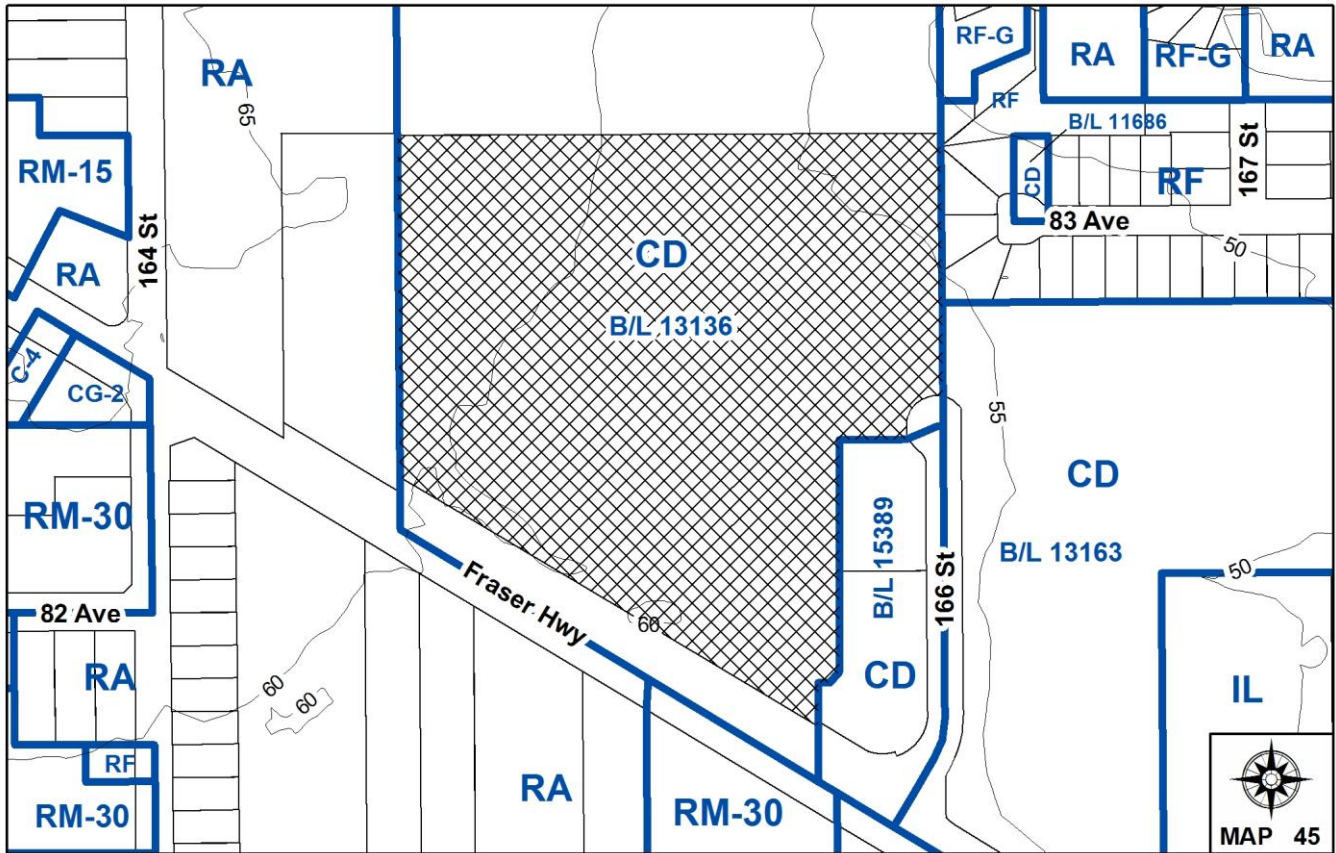 RF-G
RA
RF-G
RA
RA
65
RF
B/L 11686
RM-15
CD
RF
167 St
83 Ave
164 St
RA
50
CD
B/L 13136
C-4
CG-2
55
CD
RM-30
B/L 15389
B/L 13163
166 St
Fraser Hwy
50
82 Ave
60
RA
60
60
CD
IL
RF
RA
RM-30
RM-30
MAP 45